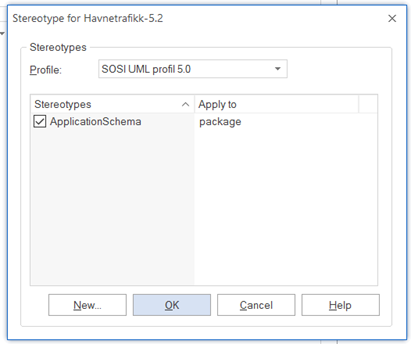 Stereotype for Havnetrafikk-5.2
Stereotypes
Profile: SOSI UML profil 5.0
Stereotypes Apply to
ApplicationSchema package
New... OK Cancel Help